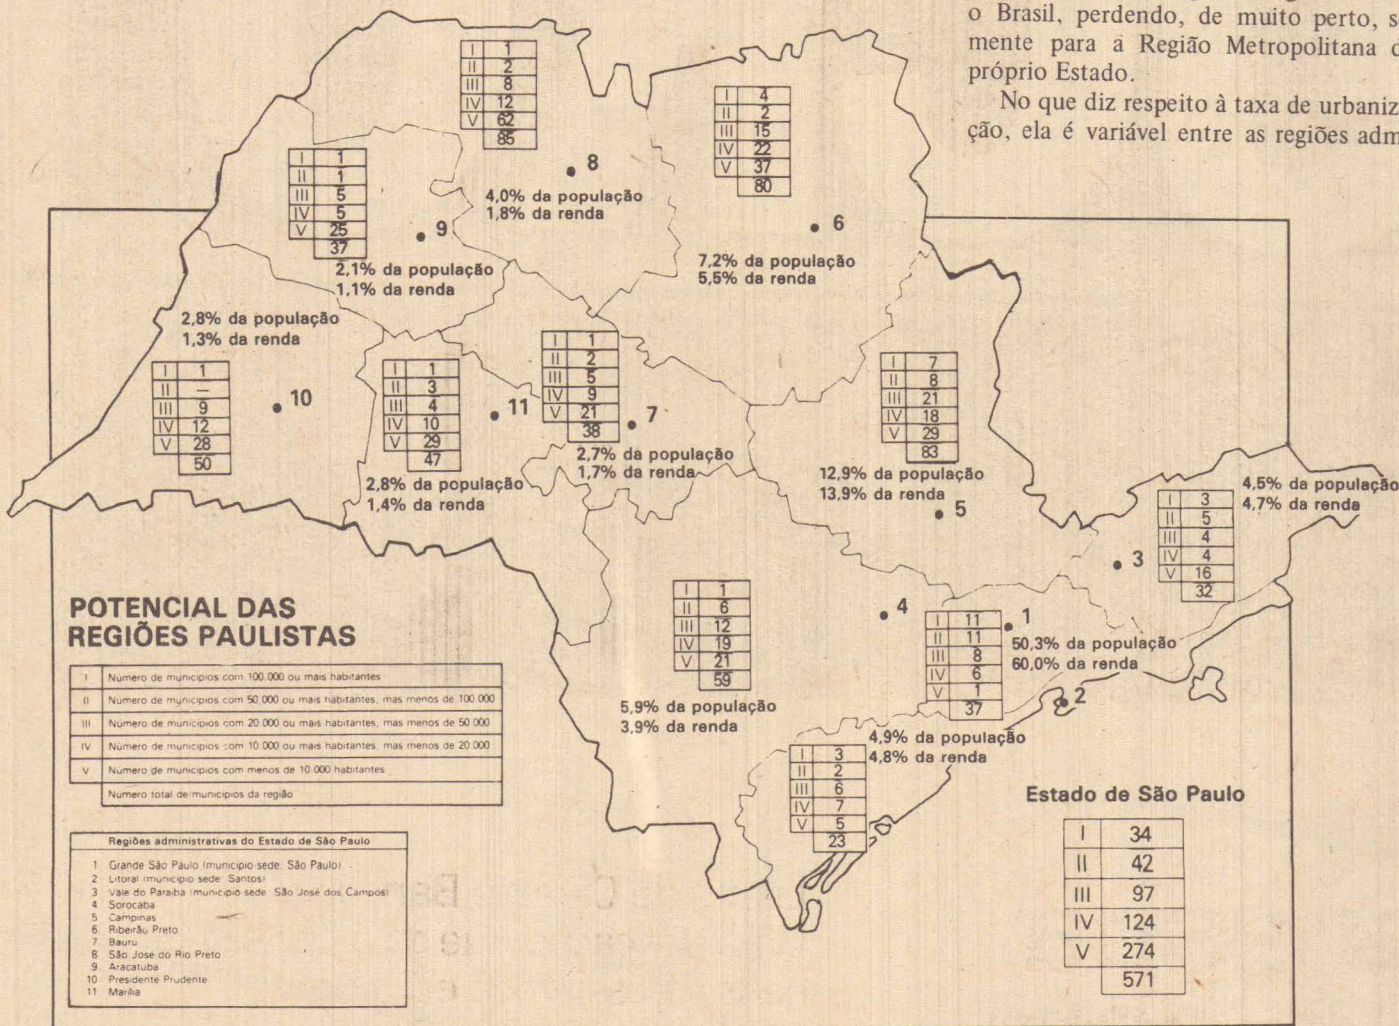 o Brasil, perdendo, de muito perto, s
mente para a Região Metropolitana d
próprio Estado.
No que diz respeito à taxa de urbaniz
ção, ela é variável entre as regiões adm
I 1
II 2
III 8
IV 12
V 62
85
8
4,0% da população
1,8% da renda
I 4
II 2
III 15
IV 22
V 37
80
6
7,2% da população
5,5% da renda
I 1
II 1
III 5
IV 5
V 25
37
9
2,1% da população
1,1% da renda
2,8% da população
1,3% da renda
I 1
II —
III 9
IV 12
V 28
50
10
I 1
II 3
III 4
IV 10
V 29
47
11
2,8% da população
1,4% da renda
I 1
II 2
III 5
IV 9
V 21
38
7
2,7% da população
1,7% da renda
I 7
II 8
III 21
IV 18
V 29
83
12,9% da população
13,9% da renda
5
4,5% da população
4,7% da renda
I 3
II 5
III 4
IV 4
V 16
32
3
I 1
II 6
III 12
IV 19
V 21
59
4
5,9% da população
3,9% da renda
I 11
II 11
III 8
IV 6
V 1
37
1
50,3% da população
60,0% da renda
2
4,9% da população
4,8% da renda
I 3
II 2
III 6
IV 7
V 5
23
POTENCIAL DAS
REGIÕES PAULISTAS
I Número de municípios com 100.000 ou mais habitantes
II Número de municípios com 50.000 ou mais habitantes, mas menos de 100.000
III Número de municípios com 20.000 ou mais habitantes, mas menos de 50.000
IV Número de municípios com 10.000 ou mais habitantes, mas menos de 20.000
V Número de municípios com menos de 10.000 habitantes
Número total de municípios da região
Regiões administrativas do Estado de São Paulo
1 Grande São Paulo (município-sede: São Paulo)
2 Litoral (município-sede: Santos)
3 Vale do Paraíba (município-sede: São José dos Campos)
4 Sorocaba
5 Campinas
6 Ribeirão Preto
7 Bauru
8 São José do Rio Preto
9 Araçatuba
10 Presidente Prudente
11 Marília
Estado de São Paulo
I 34
II 42
III 97
IV 124
V 274
571